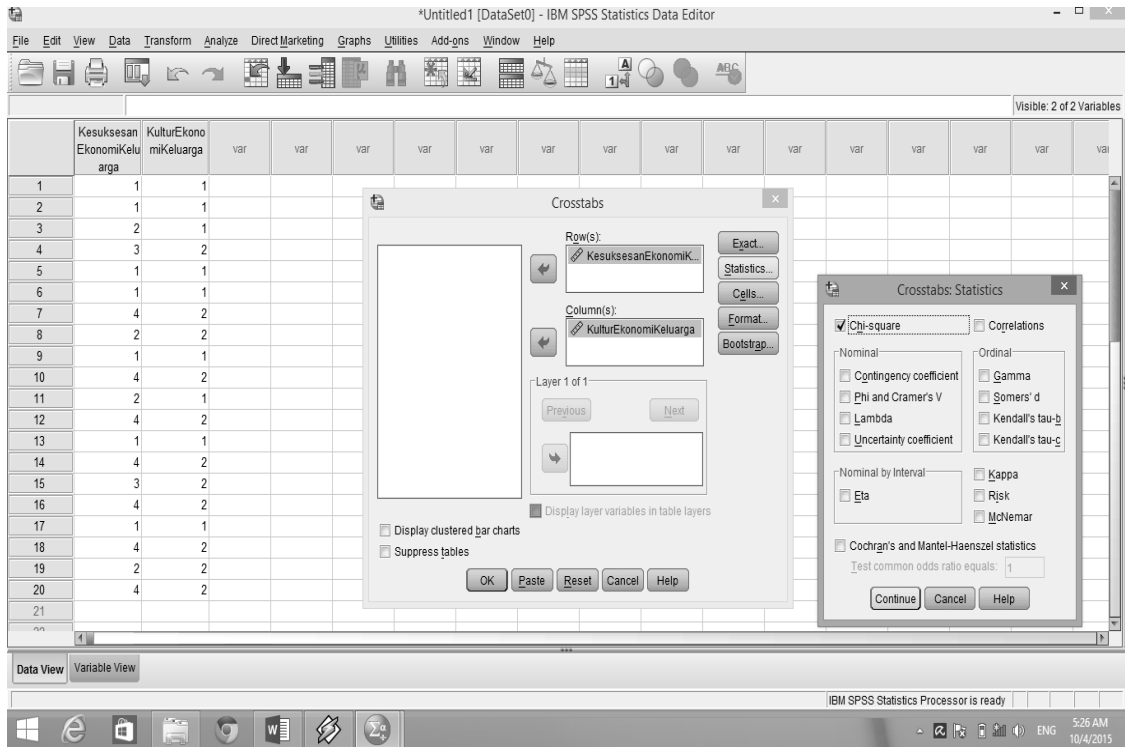 *Untitled1 [DataSet0] - IBM SPSS Statistics Data Editor
File Edit View Data Transform Analyze Direct Marketing Graphs Utilities Add-ons Window Help
Visible: 2 of 2 Variables
KesuksesanEkonomiKeluarga KulturEkonomiKeluarga var var var var var var var var var var var var var var var
1 1 1
2 1 1
3 2 1
4 3 2
5 1 1
6 1 1
7 4 2
8 2 2
9 1 1
10 4 2
11 2 1
12 4 2
13 1 1
14 4 2
15 3 2
16 4 2
17 1 1
18 4 2
19 2 2
20 4 2
21
Crosstabs
Row(s):
KesuksesanEkonomiK...
Column(s):
KulturEkonomiKeluarga
Exact...
Statistics...
Cells...
Format...
Bootstrap...
Layer 1 of 1
Previous Next
Display layer variables in table layers
Display clustered bar charts
Suppress tables
OK Paste Reset Cancel Help
Crosstabs: Statistics
Chi-square Correlations
Nominal
Contingency coefficient
Phi and Cramer's V
Lambda
Uncertainty coefficient
Ordinal
Gamma
Somers' d
Kendall's tau-b
Kendall's tau-c
Nominal by Interval
Eta
Kappa
Risk
McNemar
Cochran's and Mantel-Haenszel statistics
Test common odds ratio equals: 1
Continue Cancel Help
Data View Variable View
IBM SPSS Statistics Processor is ready
ENG 5:26 AM
10/4/2015